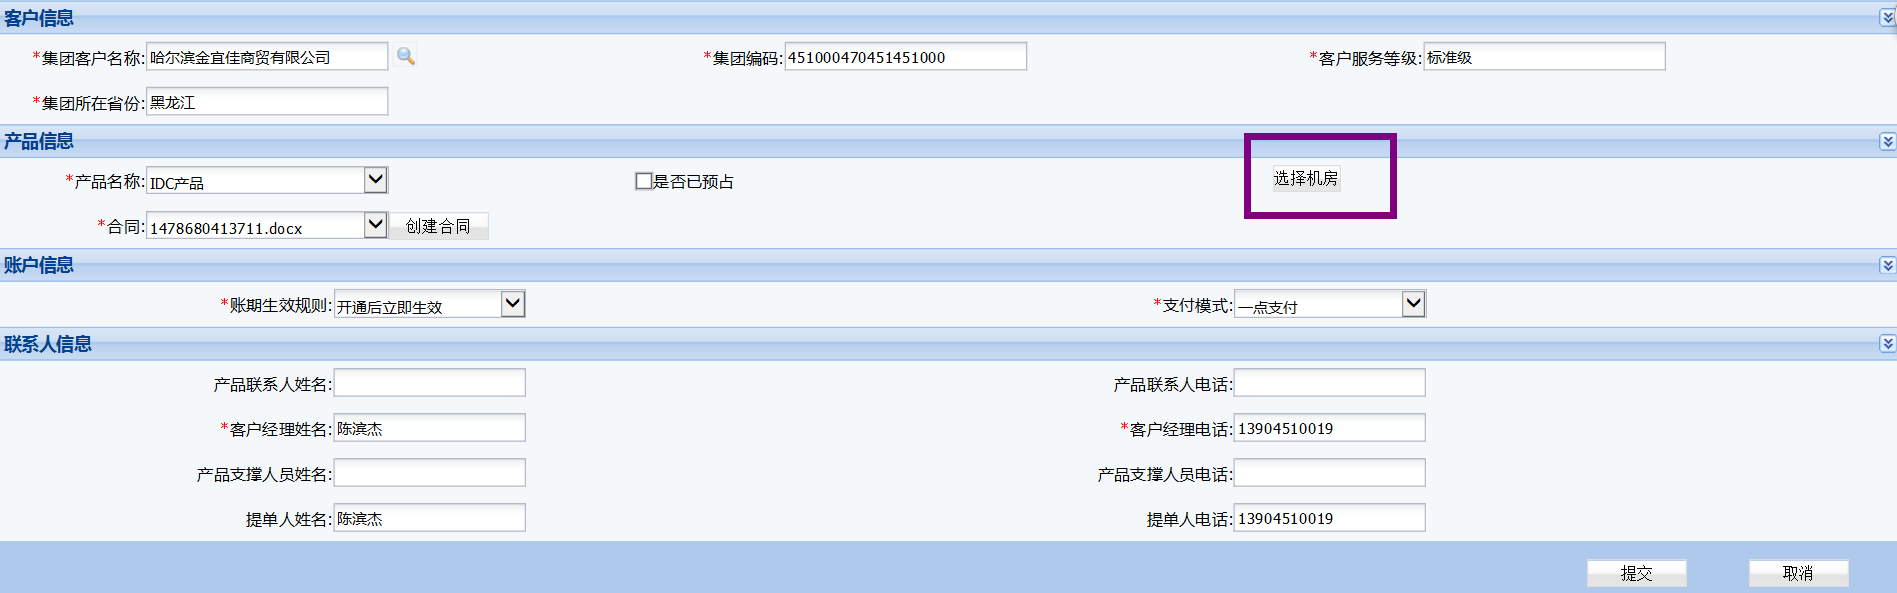 客户信息
*集团客户名称: 哈尔滨金宜佳商贸有限公司 *集团编码: 451000470451451000 *客户服务等级: 标准级
*集团所在省份: 黑龙江
产品信息
*产品名称: IDC产品 是否已预占 选择机房
*合同: 1478680413711.docx 创建合同
账户信息
*账期生效规则: 开通后立即生效 *支付模式: 一点支付
联系人信息
产品联系人姓名: 产品联系人电话:
*客户经理姓名: 陈滨杰 *客户经理电话: 13904510019
产品支撑人员姓名: 产品支撑人员电话:
提单人姓名: 陈滨杰 提单人电话: 13904510019
提交 取消